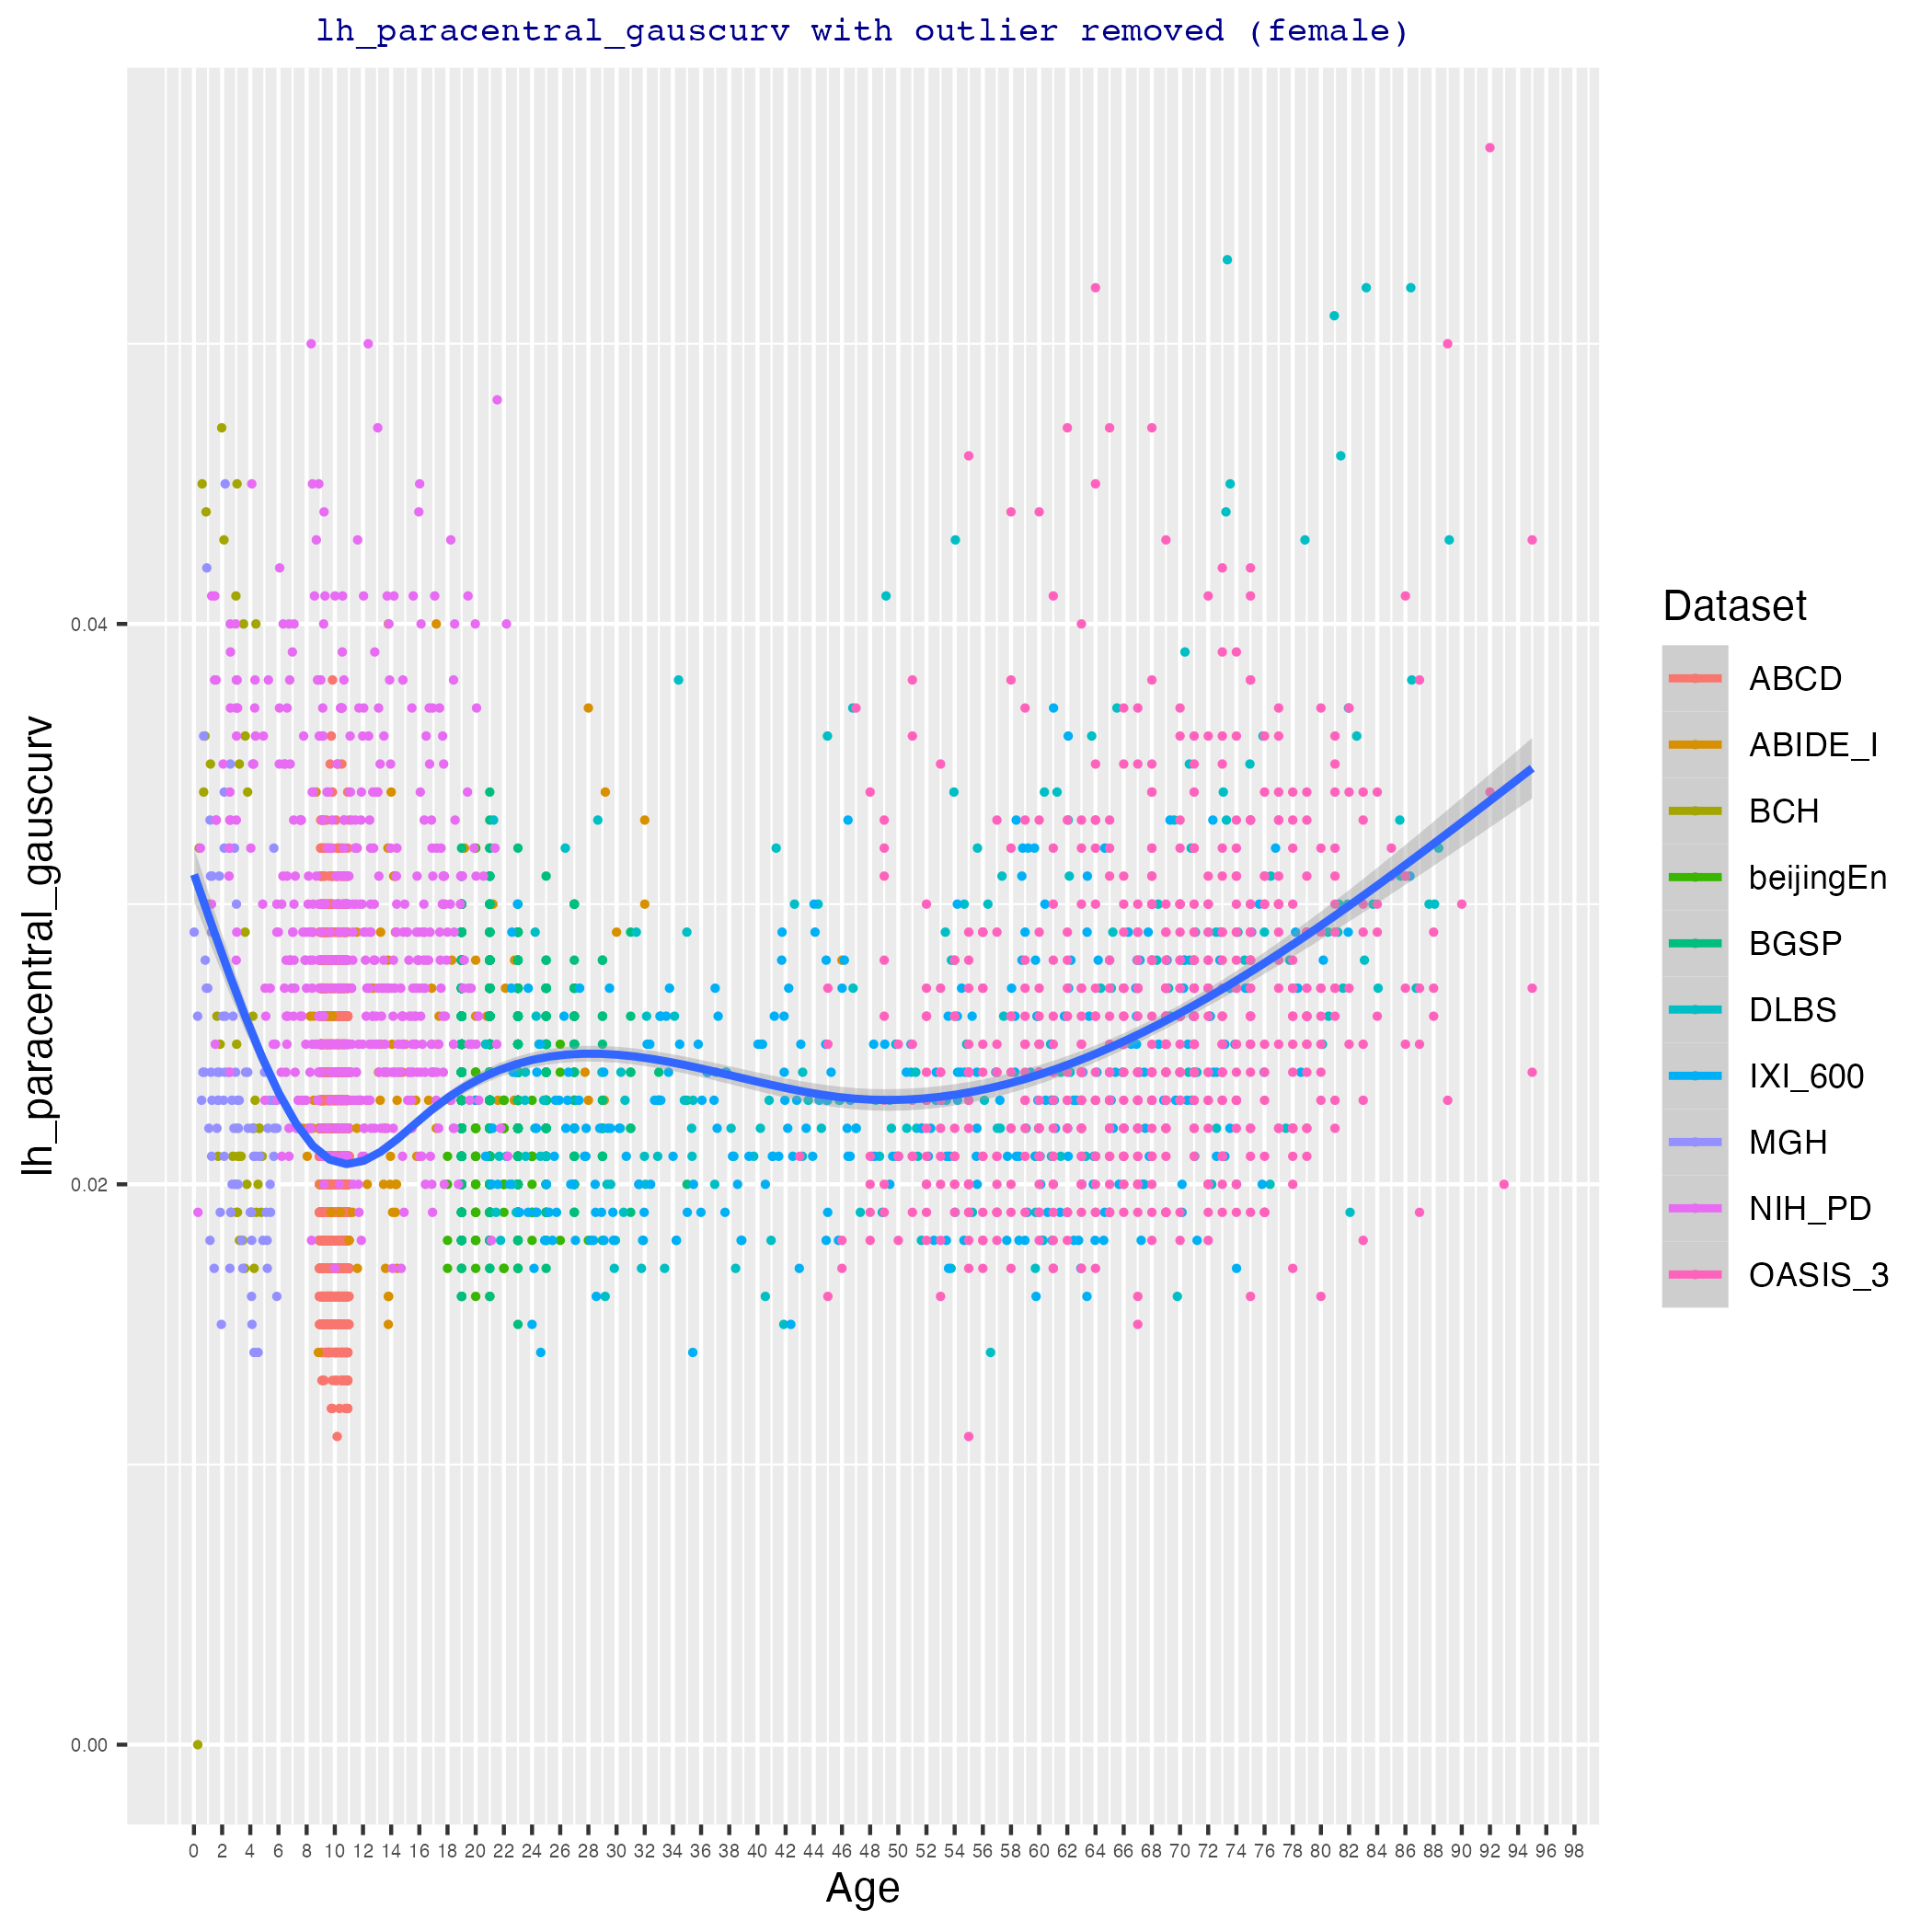 lh_paracentral_gauscurv with outlier removed (female)
lh_paracentral_gauscurv
0.04
0.02
0.00
0 2 4 6 8 10 12 14 16 18 20 22 24 26 28 30 32 34 36 38 40 42 44 46 48 50 52 54 56 58 60 62 64 66 68 70 72 74 76 78 80 82 84 86 88 90 92 94 96 98
Age
Dataset
ABCD
ABIDE_I
BCH
beijingEn
BGSP
DLBS
IXI_600
MGH
NIH_PD
OASIS_3